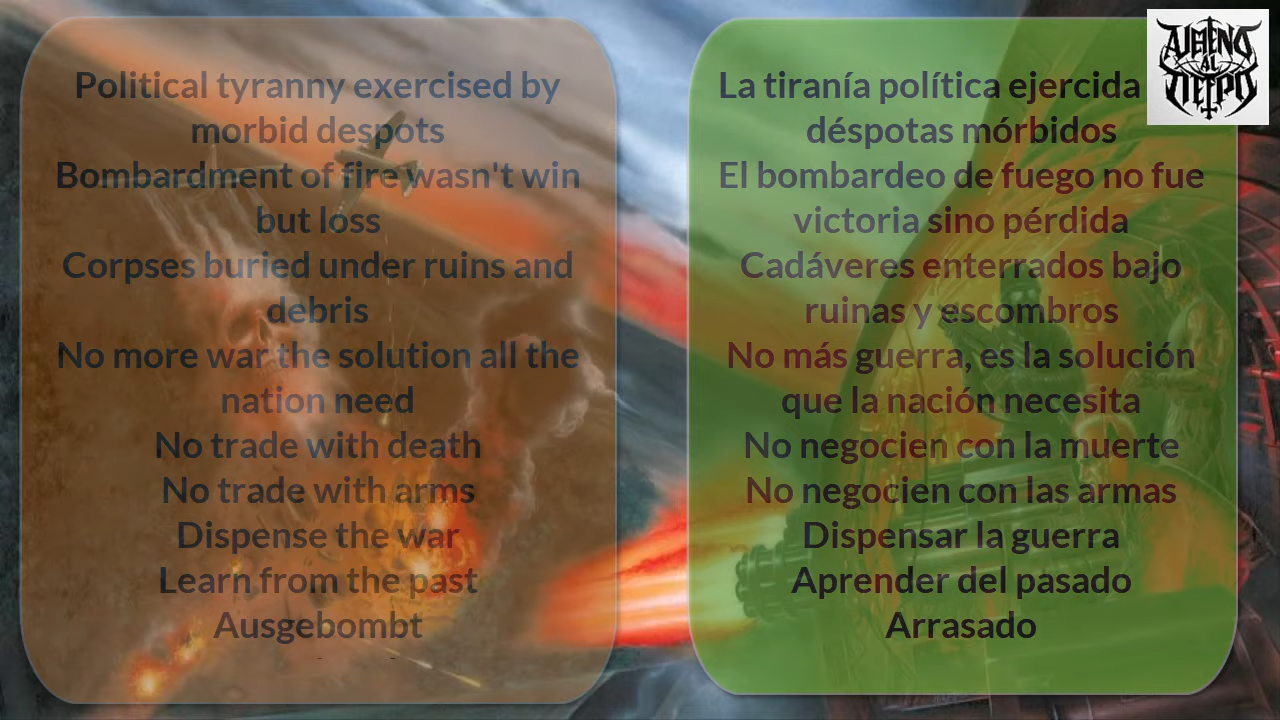 Political tyranny exercised by
morbid despots
Bombardment of fire wasn't win
but loss
Corpses buried under ruins and
debris
No more war the solution all the
nation need
No trade with death
No trade with arms
Dispense the war
Learn from the past
Ausgebombt
La tiranía política ejercida
déspotas mórbidos
El bombardeo de fuego no fue
victoria sino pérdida
Cadáveres enterrados bajo
ruinas y escombros
No más guerra, es la solución
que la nación necesita
No negocien con la muerte
No negocien con las armas
Dispensar la guerra
Aprender del pasado
Arrasado